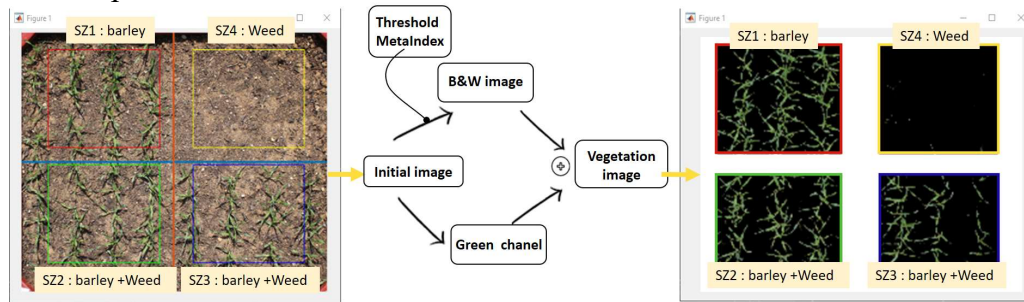 Figure 1
SZ1 : barley
SZ4 : Weed
SZ2 : barley +Weed
SZ3 : barley +Weed
Threshold
MetaIndex
B&W image
Initial image
Green chanel
Vegetation
image
Figure 1
SZ1 : barley
SZ4 : Weed
SZ2 : barley +Weed
SZ3 : barley +Weed